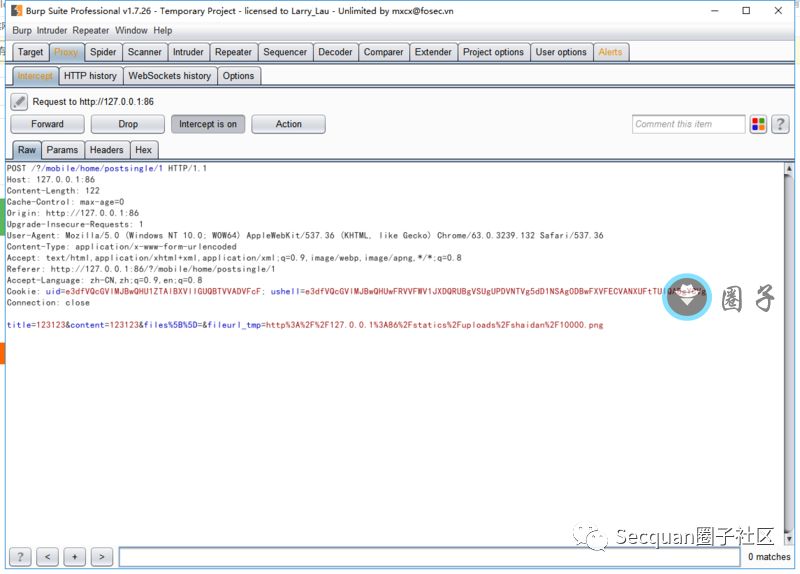 Burp Suite Professional v1.7.26 - Temporary Project - licensed to Larry_Lau - Unlimited by mxcx@fosec.vn
Burp Intruder Repeater Window Help
Target Proxy Spider Scanner Intruder Repeater Sequencer Decoder Comparer Extender Project options User options Alerts
Intercept HTTP history WebSockets history Options
Request to http://127.0.0.1:86
Forward Drop Intercept is on Action Comment this item ?
Raw Params Headers Hex
POST /?/mobile/home/postsingle/1 HTTP/1.1
Host: 127.0.0.1:86
Content-Length: 122
Cache-Control: max-age=0
Origin: http://127.0.0.1:86
Upgrade-Insecure-Requests: 1
User-Agent: Mozilla/5.0 (Windows NT 10.0; WOW64) AppleWebKit/537.36 (KHTML, like Gecko) Chrome/63.0.3239.132 Safari/537.36
Content-Type: application/x-www-form-urlencoded
Accept: text/html,application/xhtml+xml,application/xml;q=0.9,image/webp,image/apng,*/*;q=0.8
Referer: http://127.0.0.1:86/?/mobile/home/postsingle/1
Accept-Language: zh-CN,zh;q=0.9,en;q=0.8
Cookie: uid= ushell=
Connection: close
title=123123&content=123123&files%5B%5D=&fileurl_tmp=http%3A%2F%2F127.0.0.1%3A86%2Fstatics%2Fuploads%2Fshaidan%2F10000.png
圈子
Secquan圈子社区
? < + > 0 matches